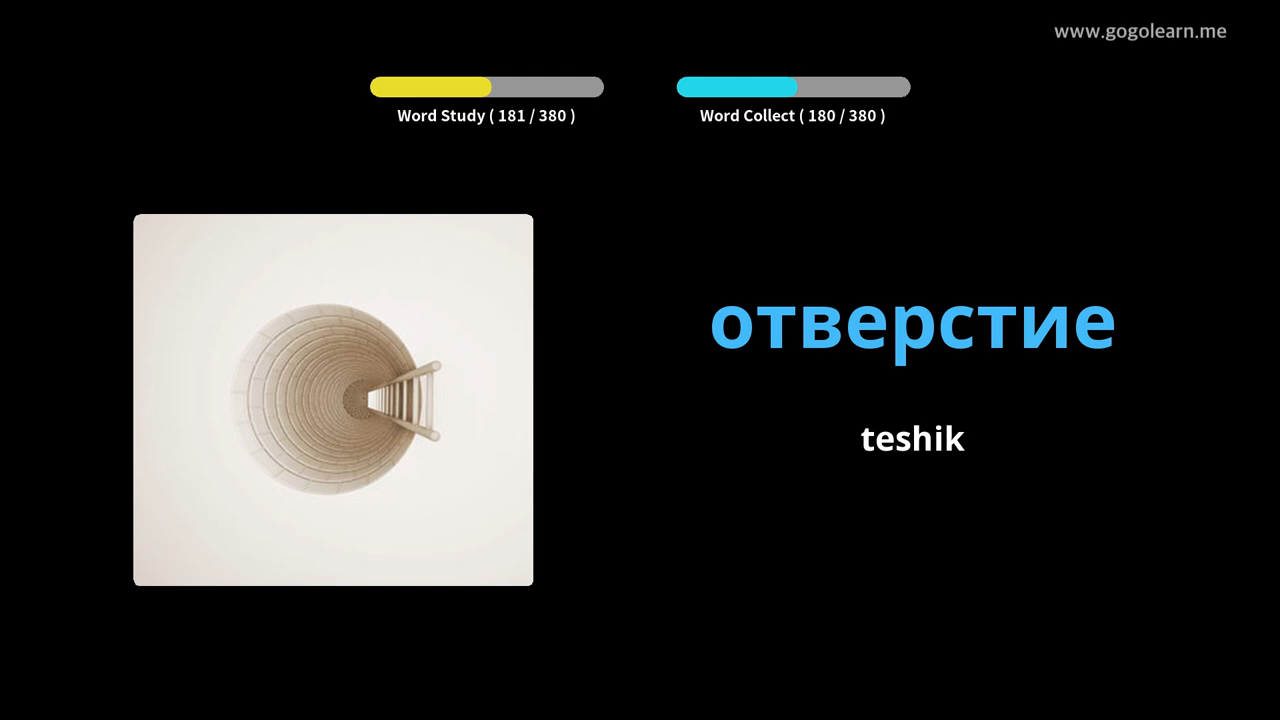 www.gogolearn.me
Word Study ( 181 / 380 )
Word Collect ( 180 / 380 )
отверстие
teshik